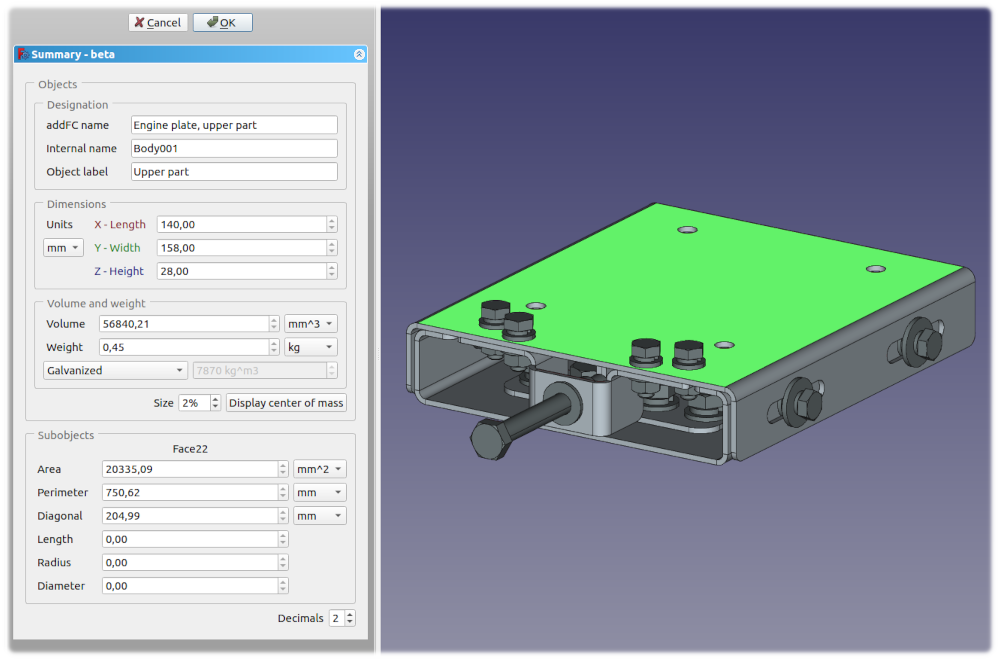 Cancel OK
Summary - beta
Objects
Designation
addFC name Engine plate, upper part
Internal name Body001
Object label Upper part
Dimensions
Units X - Length 140,00
mm Y - Width 158,00
Z - Height 28,00
Volume and weight
Volume 56840,21 mm^3
Weight 0,45 kg
Galvanized 7870 kg^m3
Size 2% Display center of mass
Subobjects
Face22
Area 20335,09 mm^2
Perimeter 750,62 mm
Diagonal 204,99 mm
Length 0,00
Radius 0,00
Diameter 0,00
Decimals 2